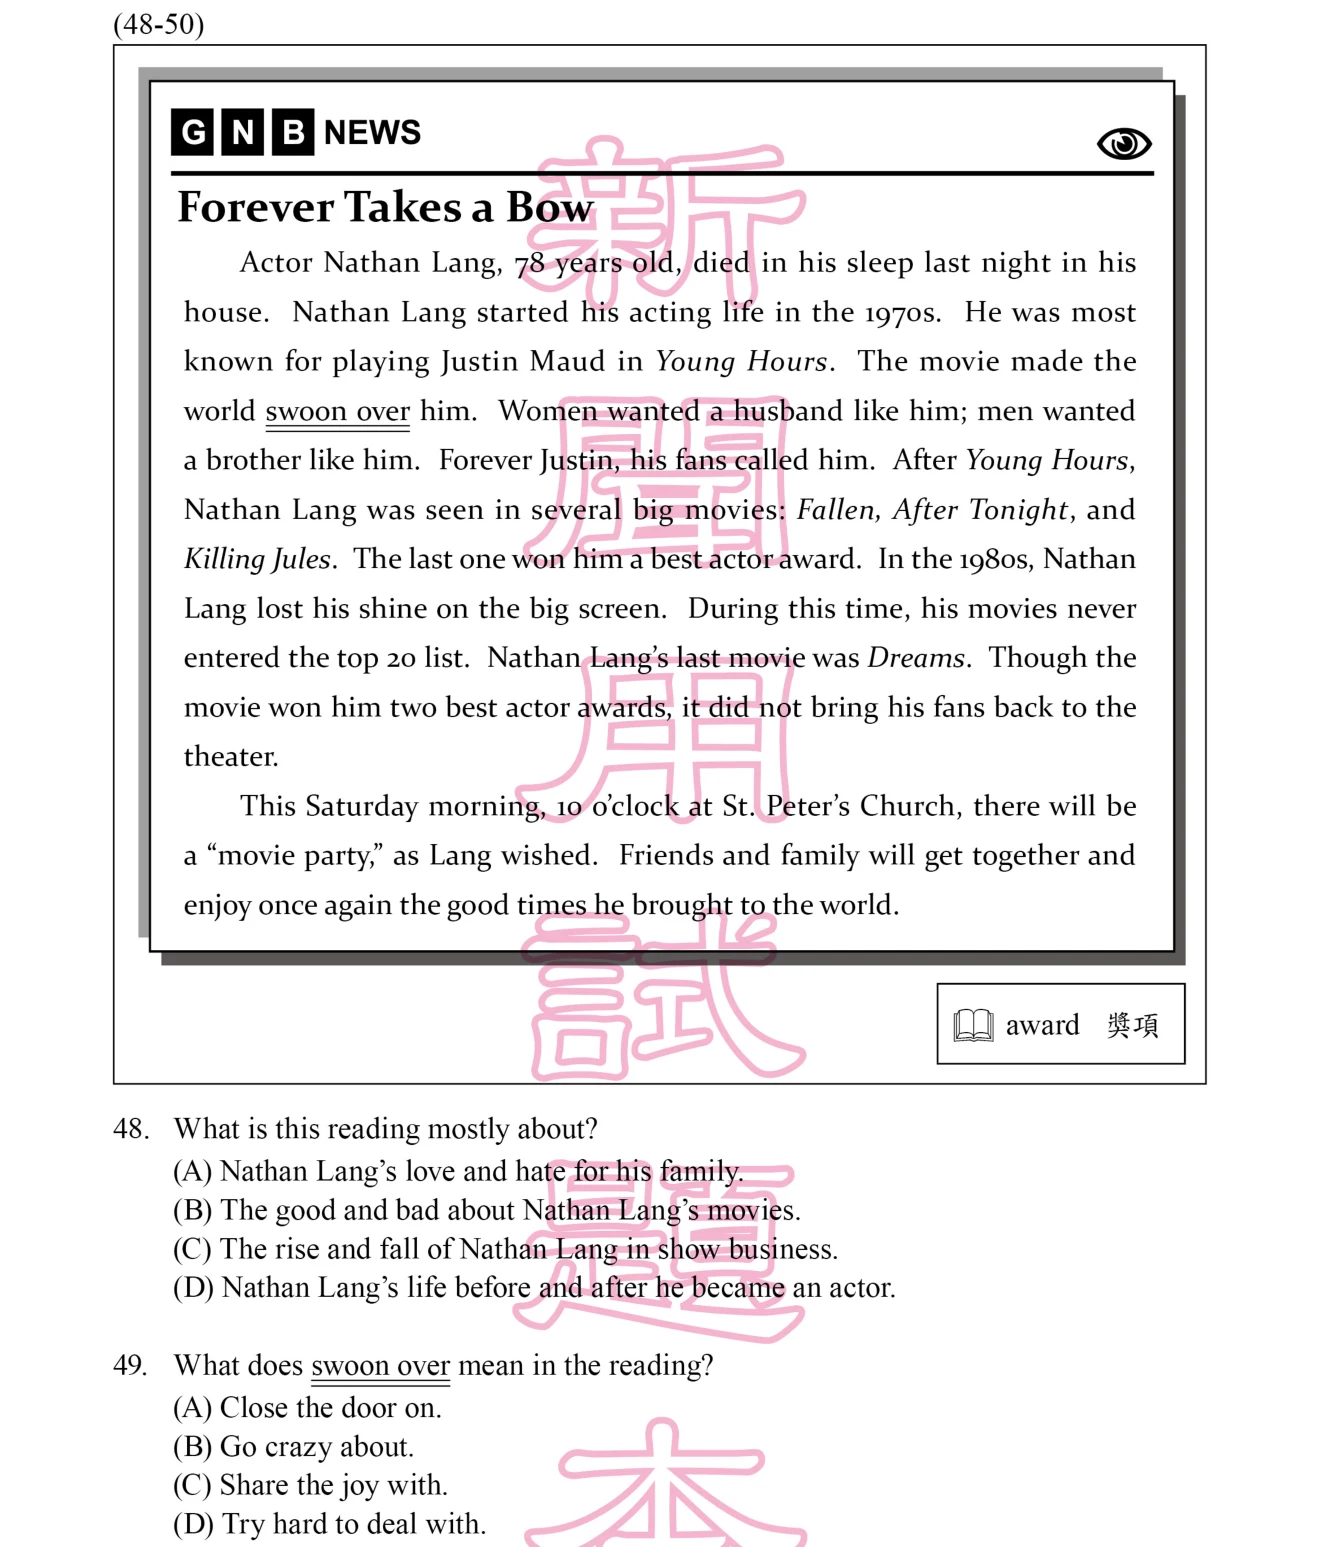 (48-50)
G N B NEWS
Forever Takes a Bow
Actor Nathan Lang, 78 years old, died in his sleep last night in his
house. Nathan Lang started his acting life in the 1970s. He was most
known for playing Justin Maud in Young Hours. The movie made the
world swoon over him. Women wanted a husband like him; men wanted
a brother like him. Forever Justin, his fans called him. After Young Hours,
Nathan Lang was seen in several big movies: Fallen, After Tonight, and
Killing Jules. The last one won him a best actor award. In the 1980s, Nathan
Lang lost his shine on the big screen. During this time, his movies never
entered the top 20 list. Nathan Lang’s last movie was Dreams. Though the
movie won him two best actor awards, it did not bring his fans back to the
theater.
This Saturday morning, 10 o’clock at St. Peter’s Church, there will be
a “movie party,” as Lang wished. Friends and family will get together and
enjoy once again the good times he brought to the world.
award 獎項
48. What is this reading mostly about?
(A) Nathan Lang’s love and hate for his family.
(B) The good and bad about Nathan Lang’s movies.
(C) The rise and fall of Nathan Lang in show business.
(D) Nathan Lang’s life before and after he became an actor.
49. What does swoon over mean in the reading?
(A) Close the door on.
(B) Go crazy about.
(C) Share the joy with.
(D) Try hard to deal with.
新聞用試題本